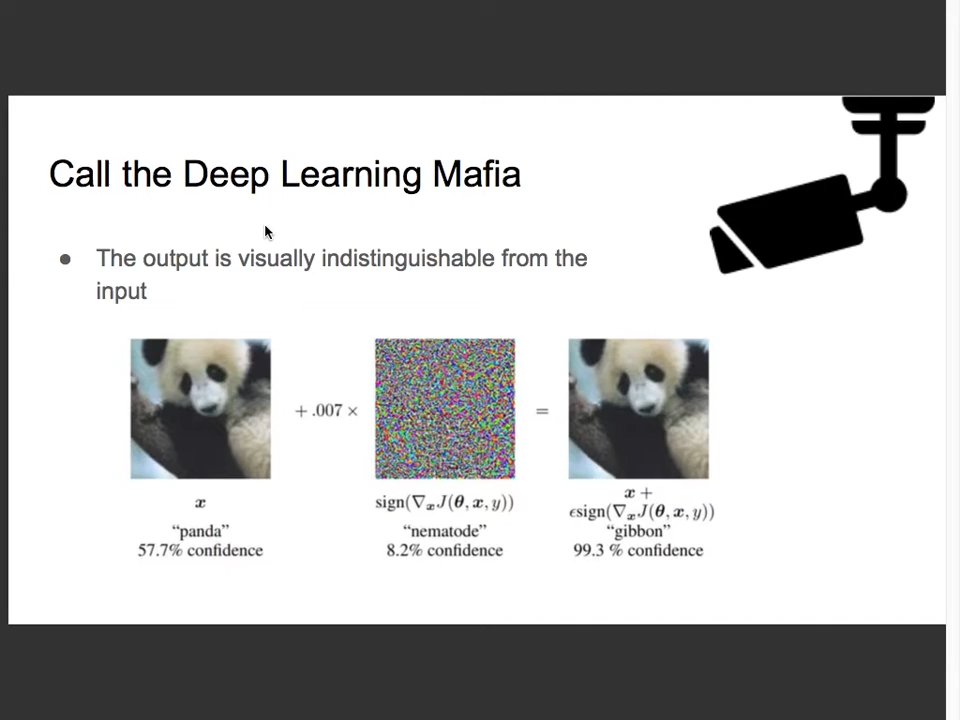 Call the Deep Learning Mafia
● The output is visually indistinguishable from the
input
+ .007 ×
=
x
sign(∇ₓJ(θ, x, y))
x +
ϵsign(∇ₓJ(θ, x, y))
“panda”
“nematode”
“gibbon”
57.7% confidence
8.2% confidence
99.3 % confidence